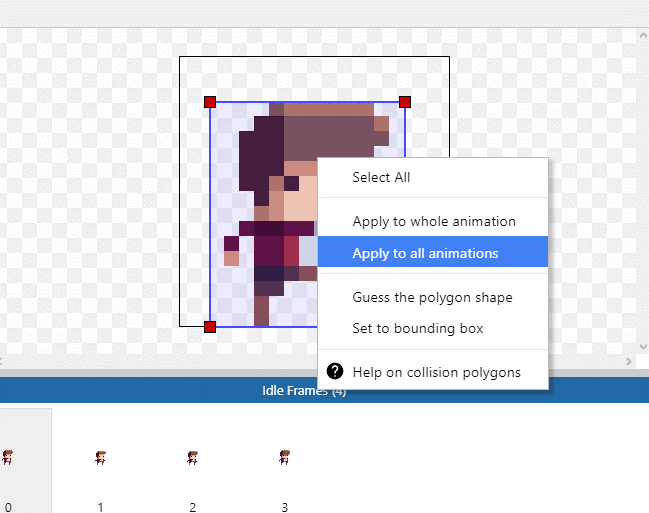 Select All
Apply to whole animation
Apply to all animations
Guess the polygon shape
Set to bounding box
? Help on collision polygons
Idle Frames (4)
0 1 2 3